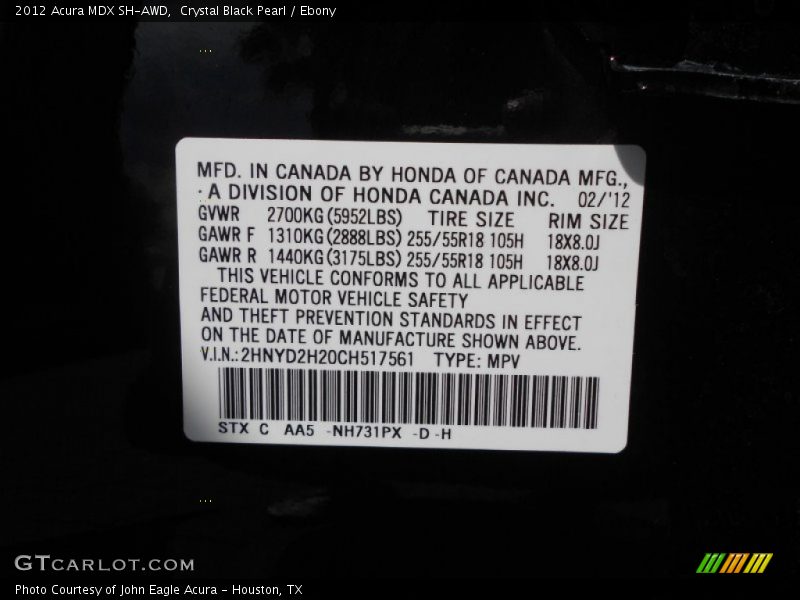 2012 Acura MDX SH-AWD,  Crystal Black Pearl / Ebony
MFD. IN CANADA BY HONDA OF CANADA MFG.,
A DIVISION OF HONDA CANADA INC.   02/'12
GVWR   2700KG(5952LBS)   TIRE SIZE   RIM SIZE
GAWR F  1310KG(2888LBS) 255/55R18 105H   18X8.0J
GAWR R  1440KG(3175LBS) 255/55R18 105H   18X8.0J
THIS VEHICLE CONFORMS TO ALL APPLICABLE
FEDERAL MOTOR VEHICLE SAFETY
AND THEFT PREVENTION STANDARDS IN EFFECT
ON THE DATE OF MANUFACTURE SHOWN ABOVE.
V.I.N.:2HNYD2H20CH517561   TYPE: MPV
STX  C   AA5  -NH731PX  -D -H
GTCARLOT.COM
Photo Courtesy of John Eagle Acura - Houston, TX